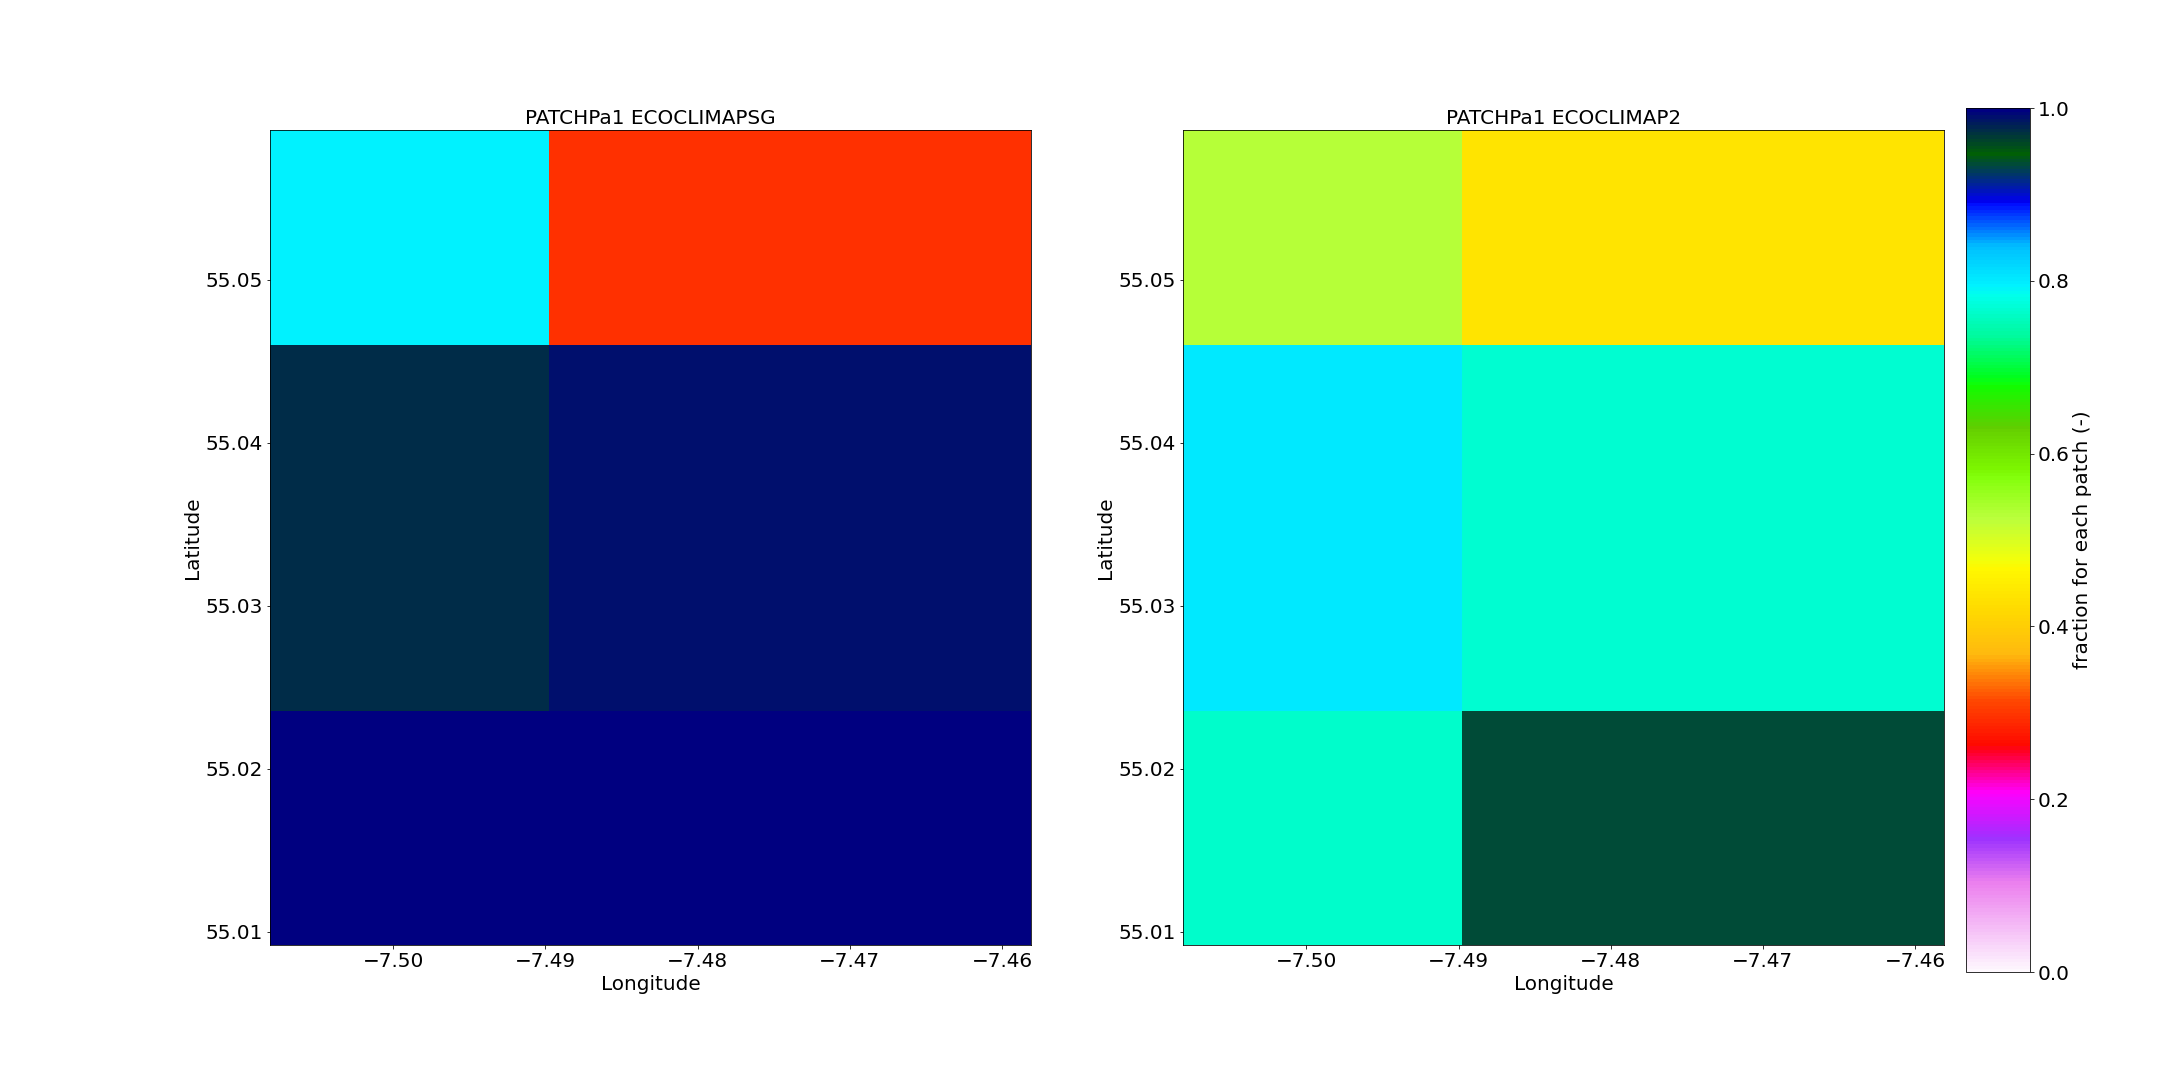 PATCHPa1 ECOCLIMAPSG
55.05
55.04
55.03
55.02
55.01
Latitude
−7.50 −7.49 −7.48 −7.47 −7.46
Longitude
PATCHPa1 ECOCLIMAP2
55.05
55.04
55.03
55.02
55.01
Latitude
−7.50 −7.49 −7.48 −7.47 −7.46
Longitude
1.0
0.8
0.6
0.4
0.2
0.0
fraction for each patch (-)